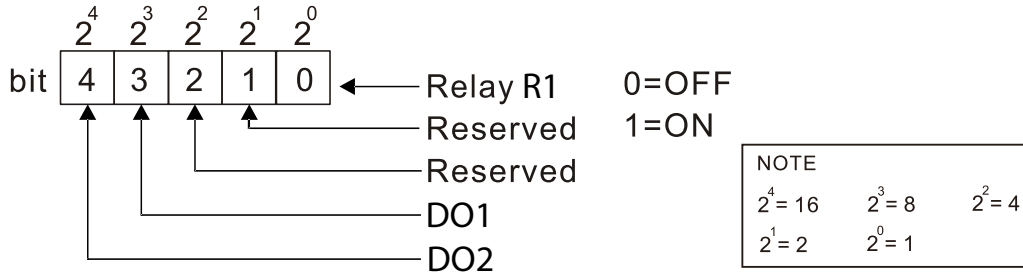 2⁴ 2³ 2² 2¹ 2⁰
bit 4 3 2 1 0
Relay R1 0=OFF
Reserved 1=ON
Reserved
DO1
DO2
NOTE
2⁴= 16 2³= 8 2²= 4
2¹= 2 2⁰= 1